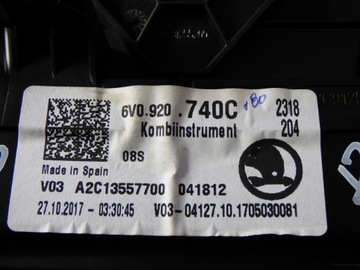 6V0.920 .740C 2318
Kombiinstrument 204
08S
Made in Spain
V03 A2C13557700 041812
27.10.2017 - 03:30:45 V03-04127.10.1705030081